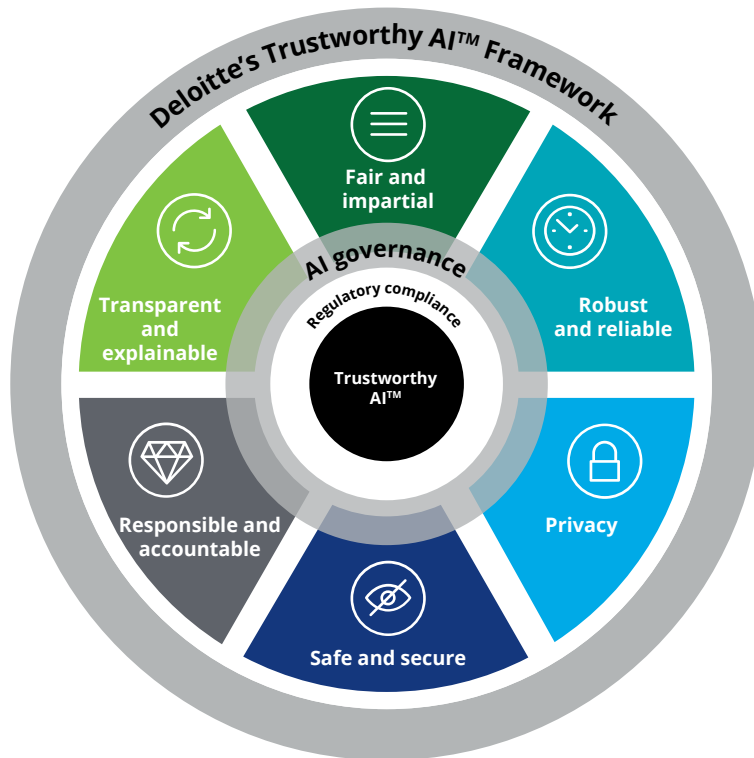 Deloitte’s Trustworthy AI™ Framework
Fair and
impartial
Robust
and reliable
Privacy
Safe and secure
Responsible and
accountable
Transparent
and
explainable
AI governance
Regulatory compliance
Trustworthy
AI™